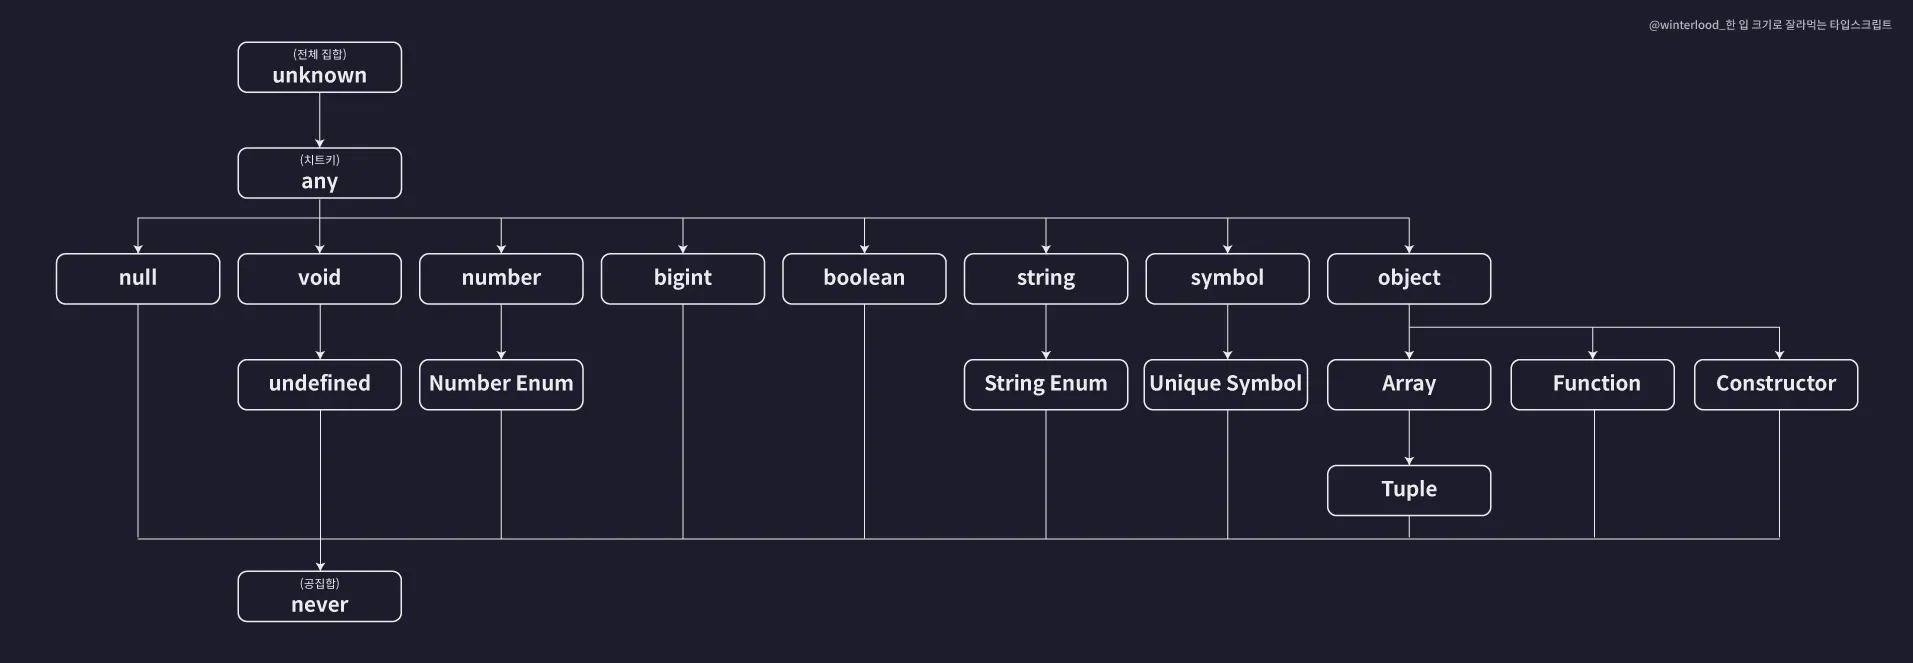 @winterlood_한 입 크기로 잘라먹는 타입스크립트
(전체 집합)
unknown
(치트키)
any
null
void
number
bigint
boolean
string
symbol
object
undefined
Number Enum
String Enum
Unique Symbol
Array
Function
Constructor
Tuple
(공집합)
never